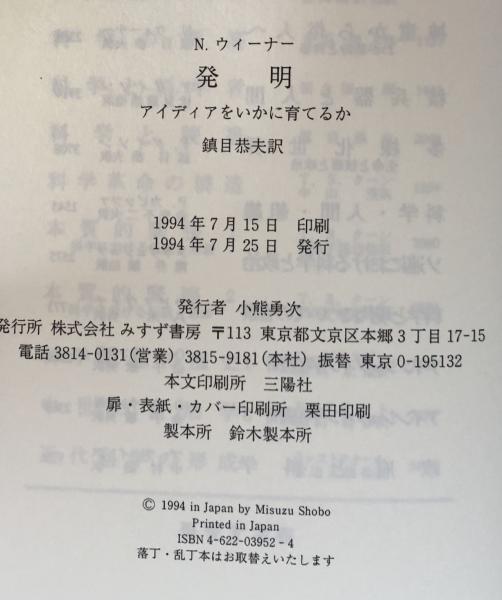 N. ウィーナー
発 明
アイディアをいかに育てるか
鎮目恭夫訳
1994年7月15日 印刷
1994年7月25日 発行
発行者 小熊勇次
発行所 株式会社 みすず書房 〒113 東京都文京区本郷3丁目17-15
電話 3814-0131(営業) 3815-9181(本社) 振替 東京0-195132
本文印刷所 三陽社
扉・表紙・カバー印刷所 栗田印刷
製本所 鈴木製本所
© 1994 in Japan by Misuzu Shobo
Printed in Japan
ISBN 4-622-03952-4
落丁・乱丁本はお取替えいたします